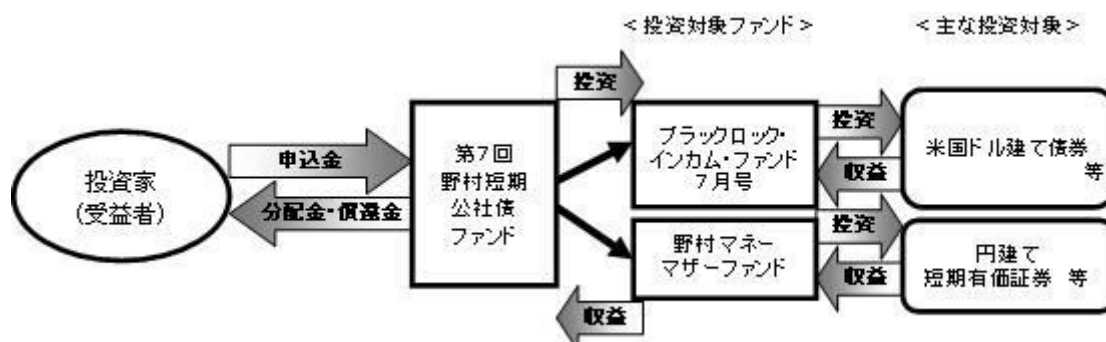 ＜投資対象ファンド＞
＜主な投資対象＞
投資
投資家
（受益者）
申込金
分配金・償還金
第7回
野村短期
公社債
ファンド
ブラックロック・
インカム・ファンド
7月号
投資
収益
米国ドル建て債券
等
野村マネー
マザーファンド
投資
収益
円建て
短期有価証券　等
収益